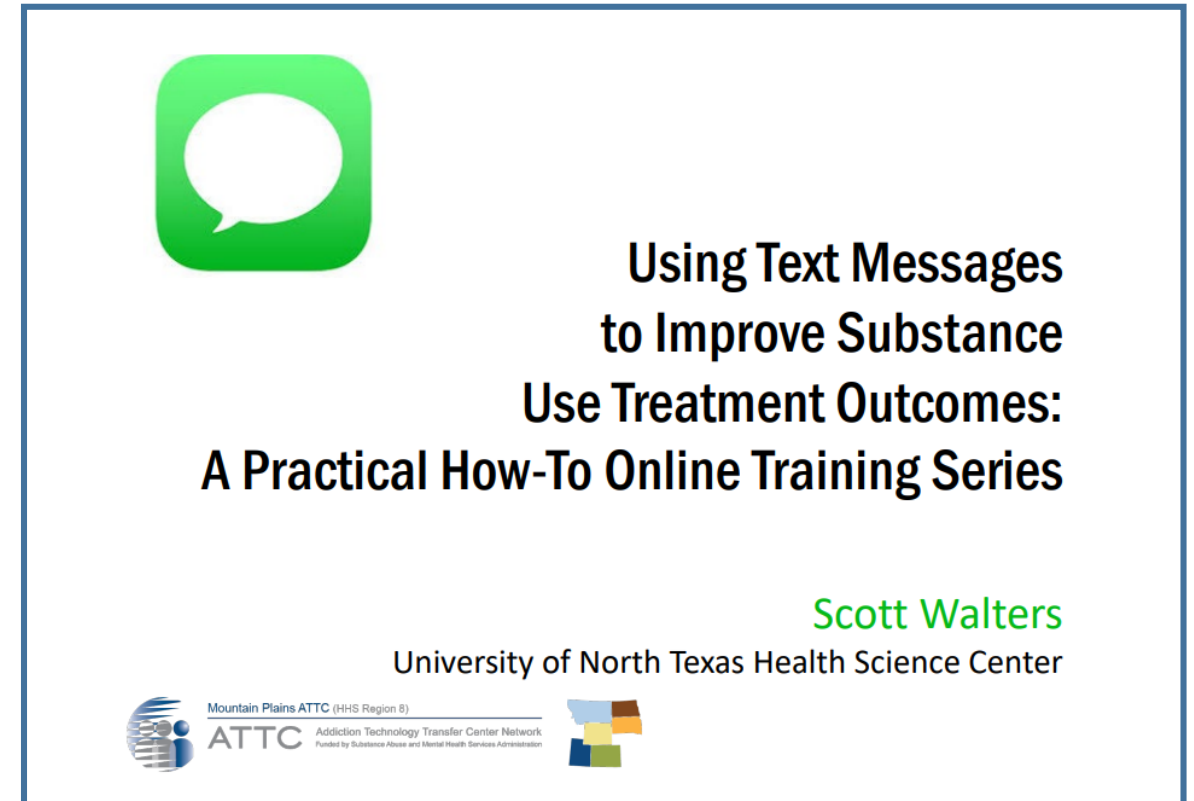 Using Text Messages
to Improve Substance
Use Treatment Outcomes:
A Practical How-To Online Training Series
Scott Walters
University of North Texas Health Science Center
Mountain Plains ATTC (HHS Region 8)
ATTC Addiction Technology Transfer Center Network
Funded by Substance Abuse and Mental Health Services Administration